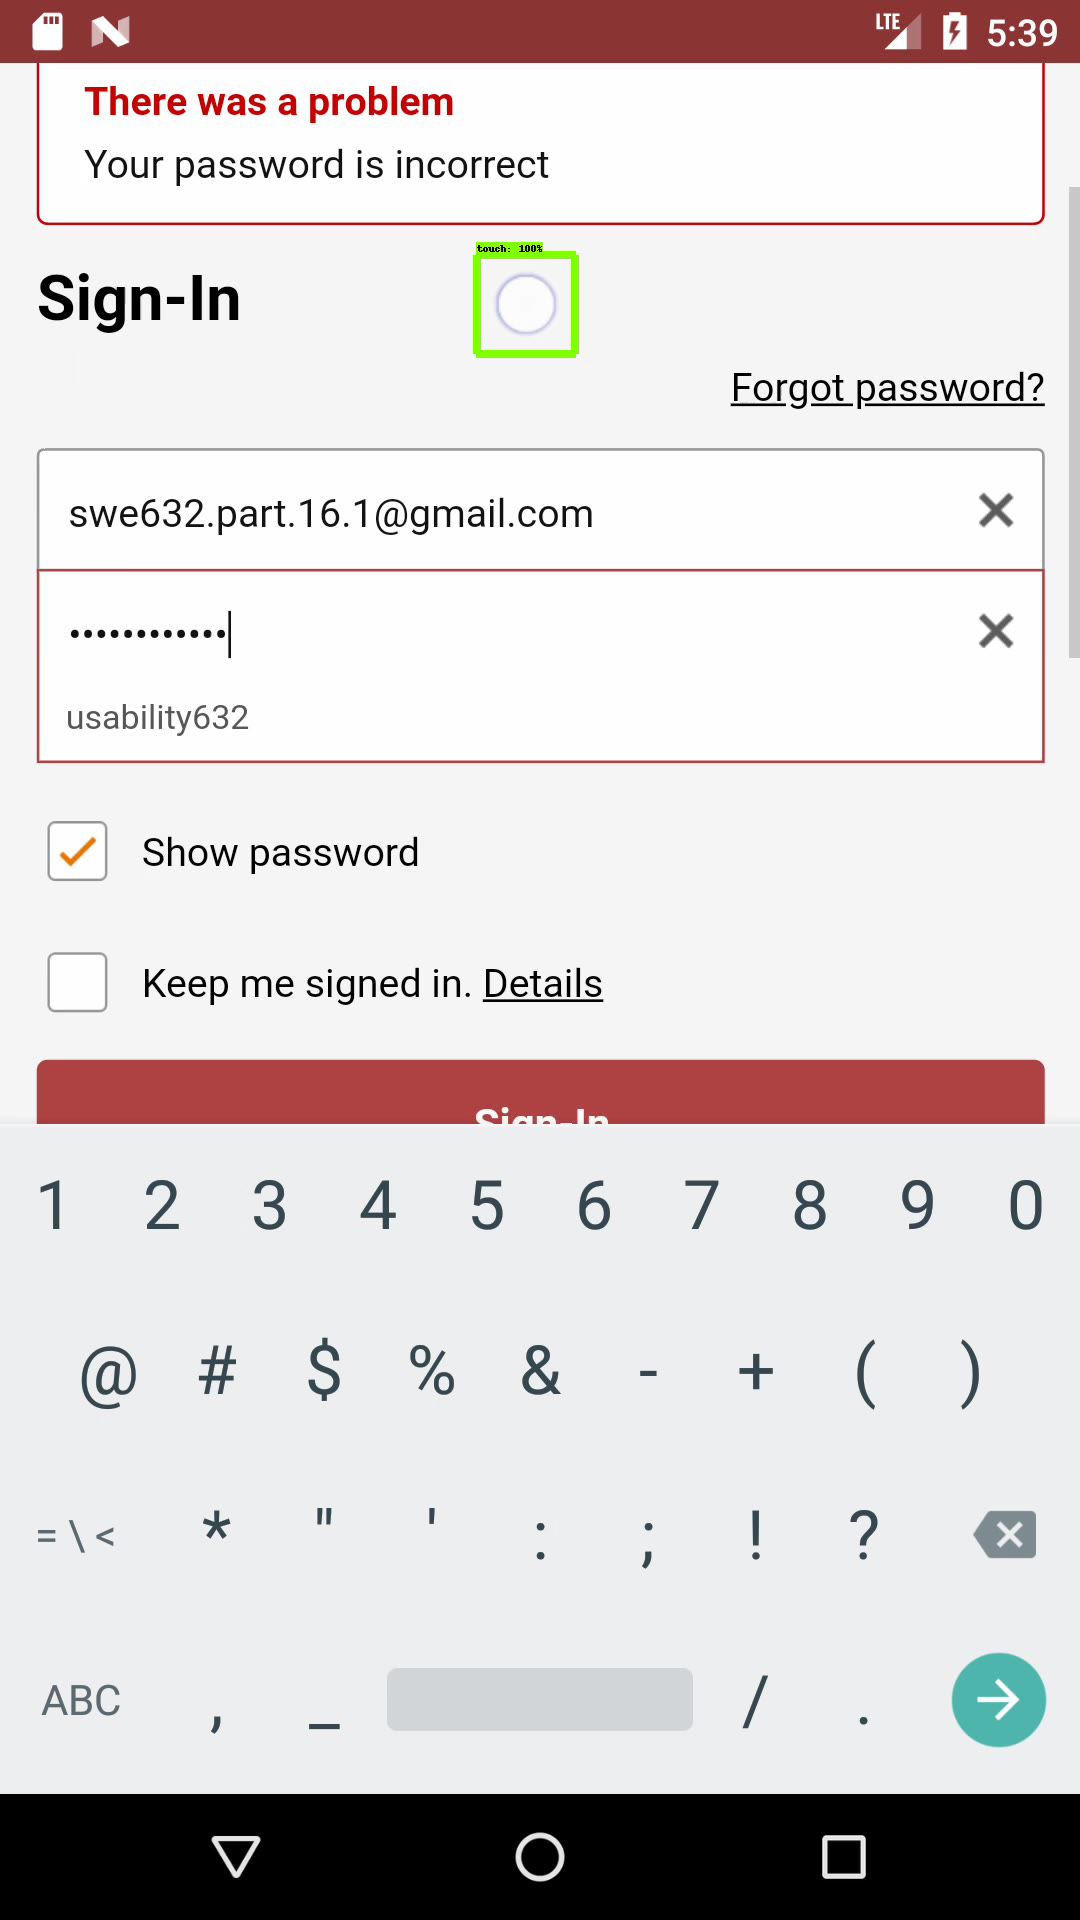 LTE 5:39
There was a problem
Your password is incorrect
touch: 100%
Sign-In
Forgot password?
swe632.part.16.1@gmail.com
••••••••••••
usability632
Show password
Keep me signed in. Details
Sign-In
1 2 3 4 5 6 7 8 9 0
@ # $ % & - + ( )
= \ < * " ' : ; ! ?
ABC , _ / .